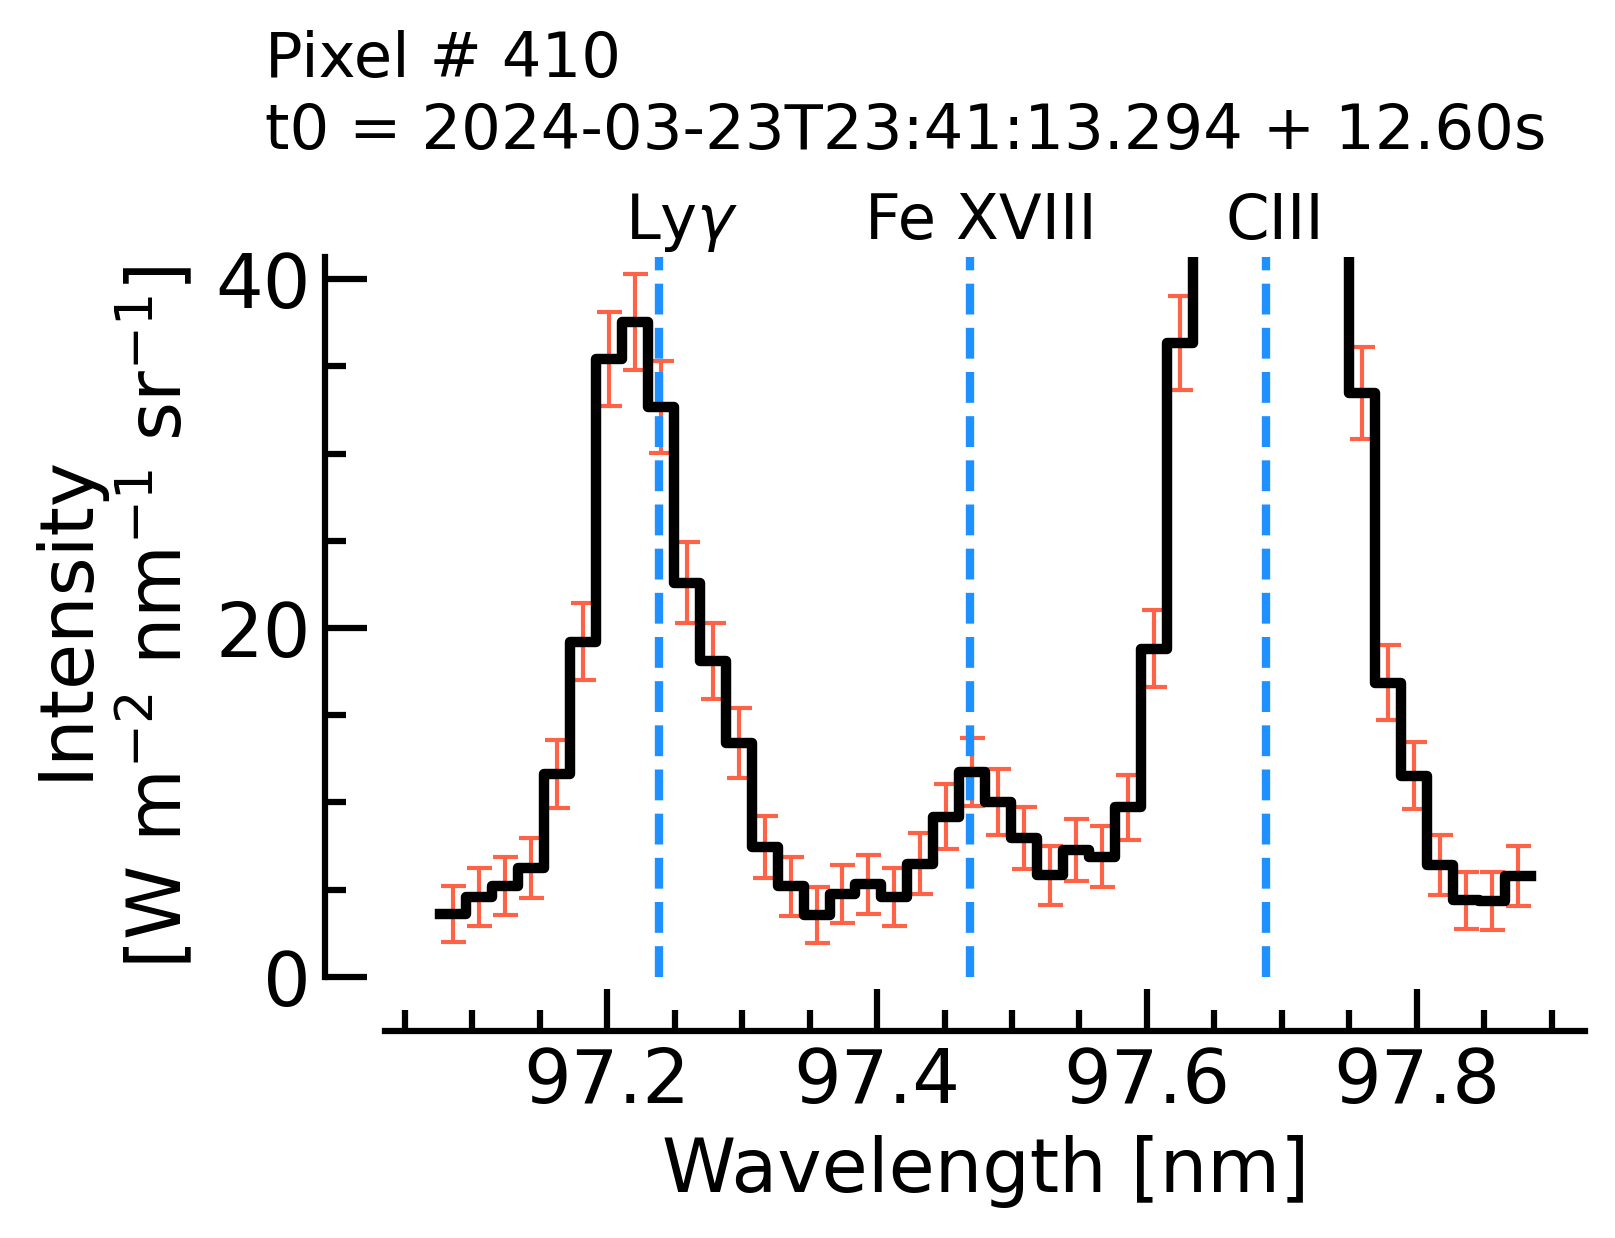 Pixel # 410
t0 = 2024-03-23T23:41:13.294 + 12.60s
Lyγ Fe XVIII CIII
Intensity
[W m⁻² nm⁻¹ sr⁻¹]
40
20
0
97.2 97.4 97.6 97.8
Wavelength [nm]